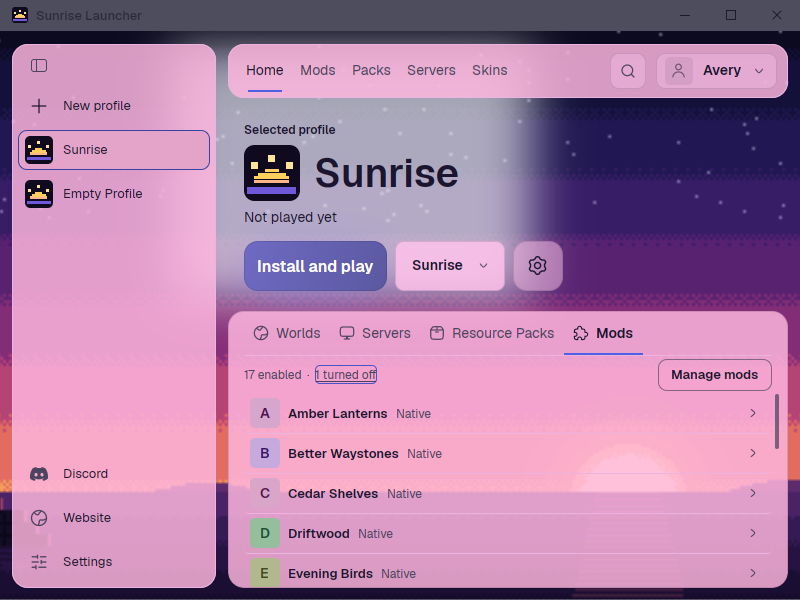 Sunrise Launcher
New profile
Sunrise
Empty Profile
Discord
Website
Settings
Home Mods Packs Servers Skins
Avery
Selected profile
Sunrise
Not played yet
Install and play
Sunrise
Worlds Servers Resource Packs Mods
17 enabled · 1 turned off
Manage mods
A Amber Lanterns Native
B Better Waystones Native
C Cedar Shelves Native
D Driftwood Native
E Evening Birds Native